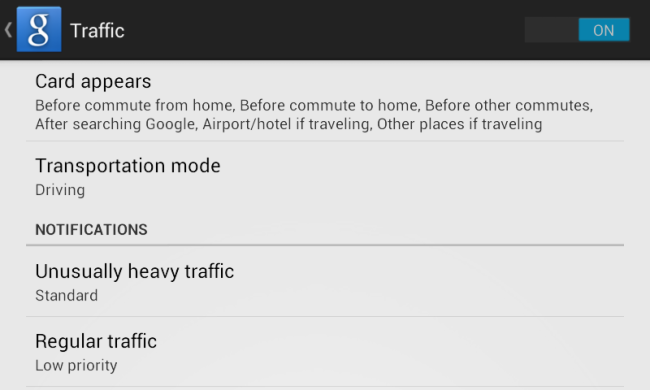 g Traffic ON
Card appears
Before commute from home, Before commute to home, Before other commutes,
After searching Google, Airport/hotel if traveling, Other places if traveling
Transportation mode
Driving
NOTIFICATIONS
Unusually heavy traffic
Standard
Regular traffic
Low priority